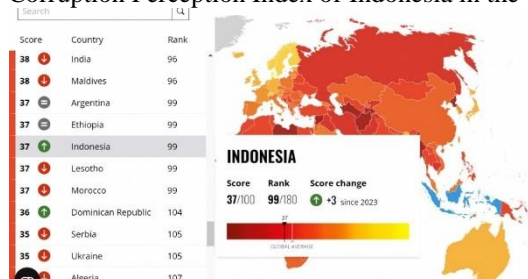 Corruption Perception Index of Indonesia in the
Search
Score Country Rank
38 India 96
38 Maldives 96
37 Argentina 99
37 Ethiopia 99
37 Indonesia 99
37 Lesotho 99
37 Morocco 99
36 Dominican Republic 104
35 Serbia 105
35 Ukraine 105
Algeria 107
INDONESIA
Score Rank Score change
37/100 99/180 +3 since 2023
37
GLOBAL AVERAGE